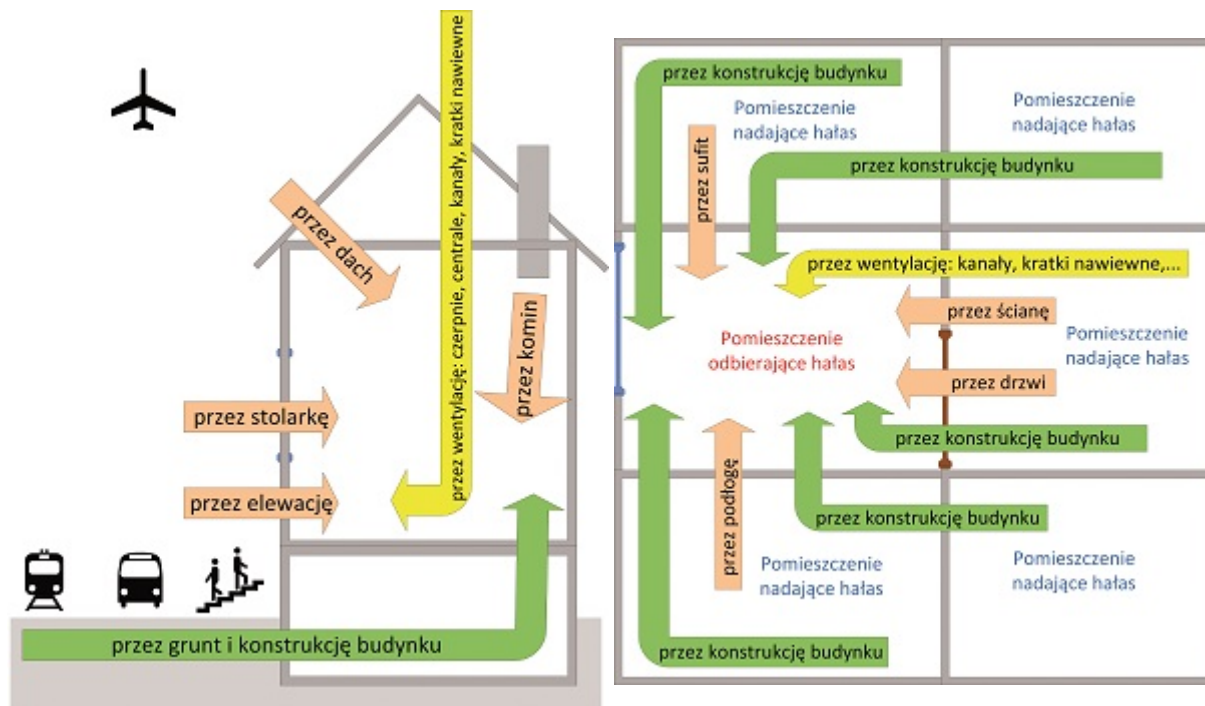 przez dach
przez wentylację: czerpnie, centrale, kanały, kratki nawiewne
przez komin
przez stolarkę
przez elewację
przez grunt i konstrukcję budynku
przez konstrukcję budynku
Pomieszczenie
nadające hałas
Pomieszczenie
nadające hałas
przez sufit
przez konstrukcję budynku
przez wentylację: kanały, kratki nawiewne,...
przez ścianę
Pomieszczenie
odbierające hałas
Pomieszczenie
nadające hałas
przez drzwi
przez konstrukcję budynku
przez podłogę
przez konstrukcję budynku
Pomieszczenie
nadające hałas
Pomieszczenie
nadające hałas
przez konstrukcję budynku